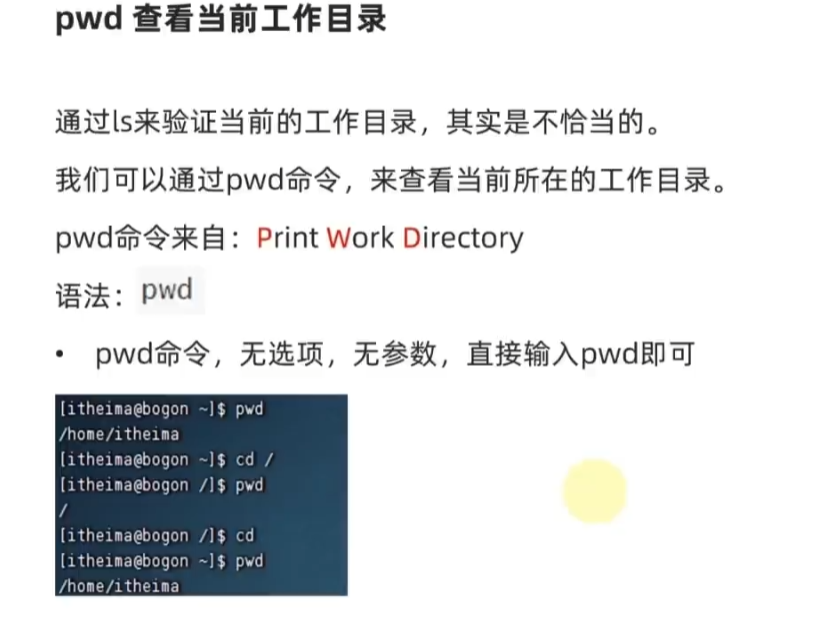 pwd 查看当前工作目录
通过ls来验证当前的工作目录，其实是不恰当的。
我们可以通过pwd命令，来查看当前所在的工作目录。
pwd命令来自：Print Work Directory
语法：pwd
• pwd命令，无选项，无参数，直接输入pwd即可
[itheima@bogon ~]$ pwd
/home/itheima
[itheima@bogon ~]$ cd /
[itheima@bogon /]$ pwd
/
[itheima@bogon /]$ cd
[itheima@bogon ~]$ pwd
/home/itheima